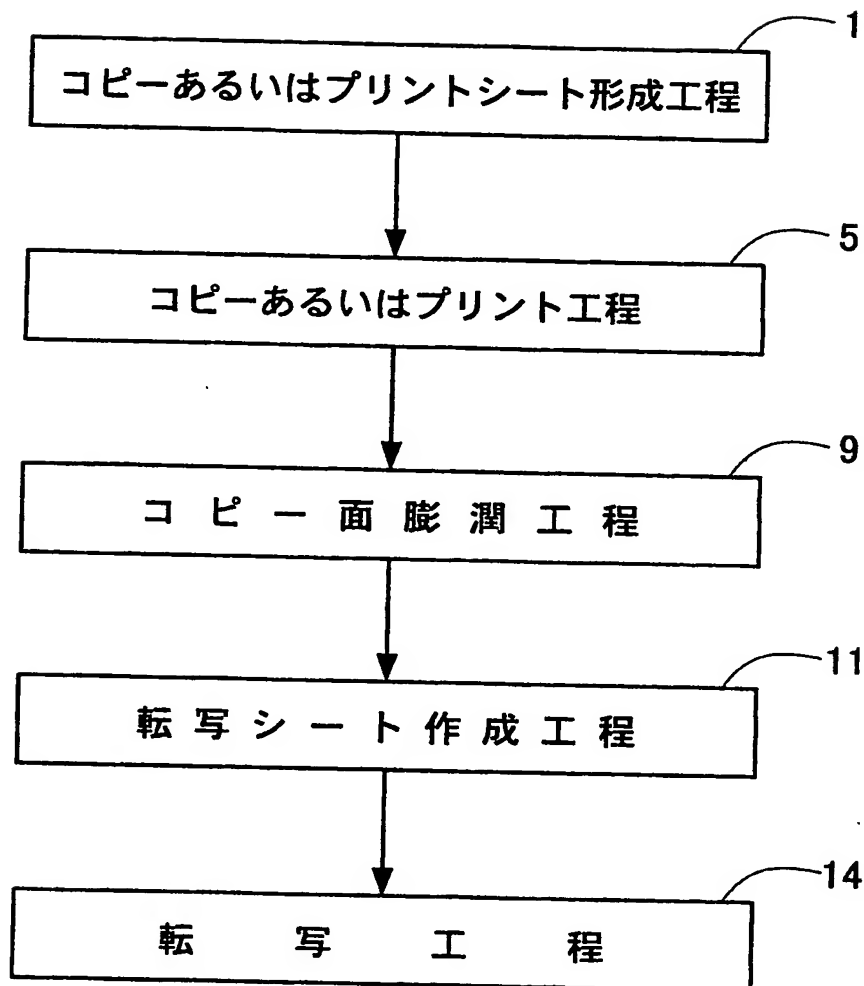 1
コピーあるいはプリントシート形成工程
5
コピーあるいはプリント工程
9
コピー面膨潤工程
11
転写シート作成工程
14
転写工程